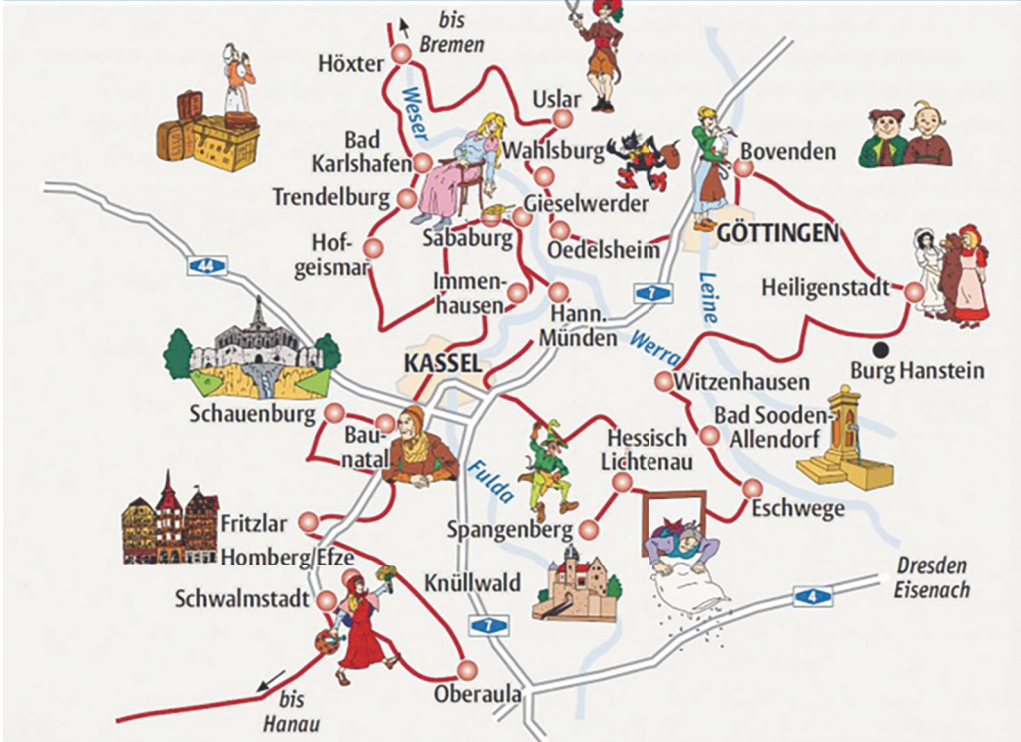 bis
Bremen
Höxter
Weser
Uslar
Bad
Karlshafen
Wahlsburg
Bovenden
Trendelburg
Gieselwerder
Sababurg
GÖTTINGEN
Hof-
geismar
Oedelsheim
44
Immen-
hausen
7
Leine
Heiligenstadt
Hann.
Münden
Werra
KASSEL
Burg Hanstein
Witzenhausen
Schauenburg
Bad Sooden-
Allendorf
Bau-
natal
Hessisch
Lichtenau
Fulda
Eschwege
Fritzlar
Spangenberg
Homberg/Efze
Knüllwald
Dresden
Eisenach
Schwalmstadt
4
7
Oberaula
bis
Hanau